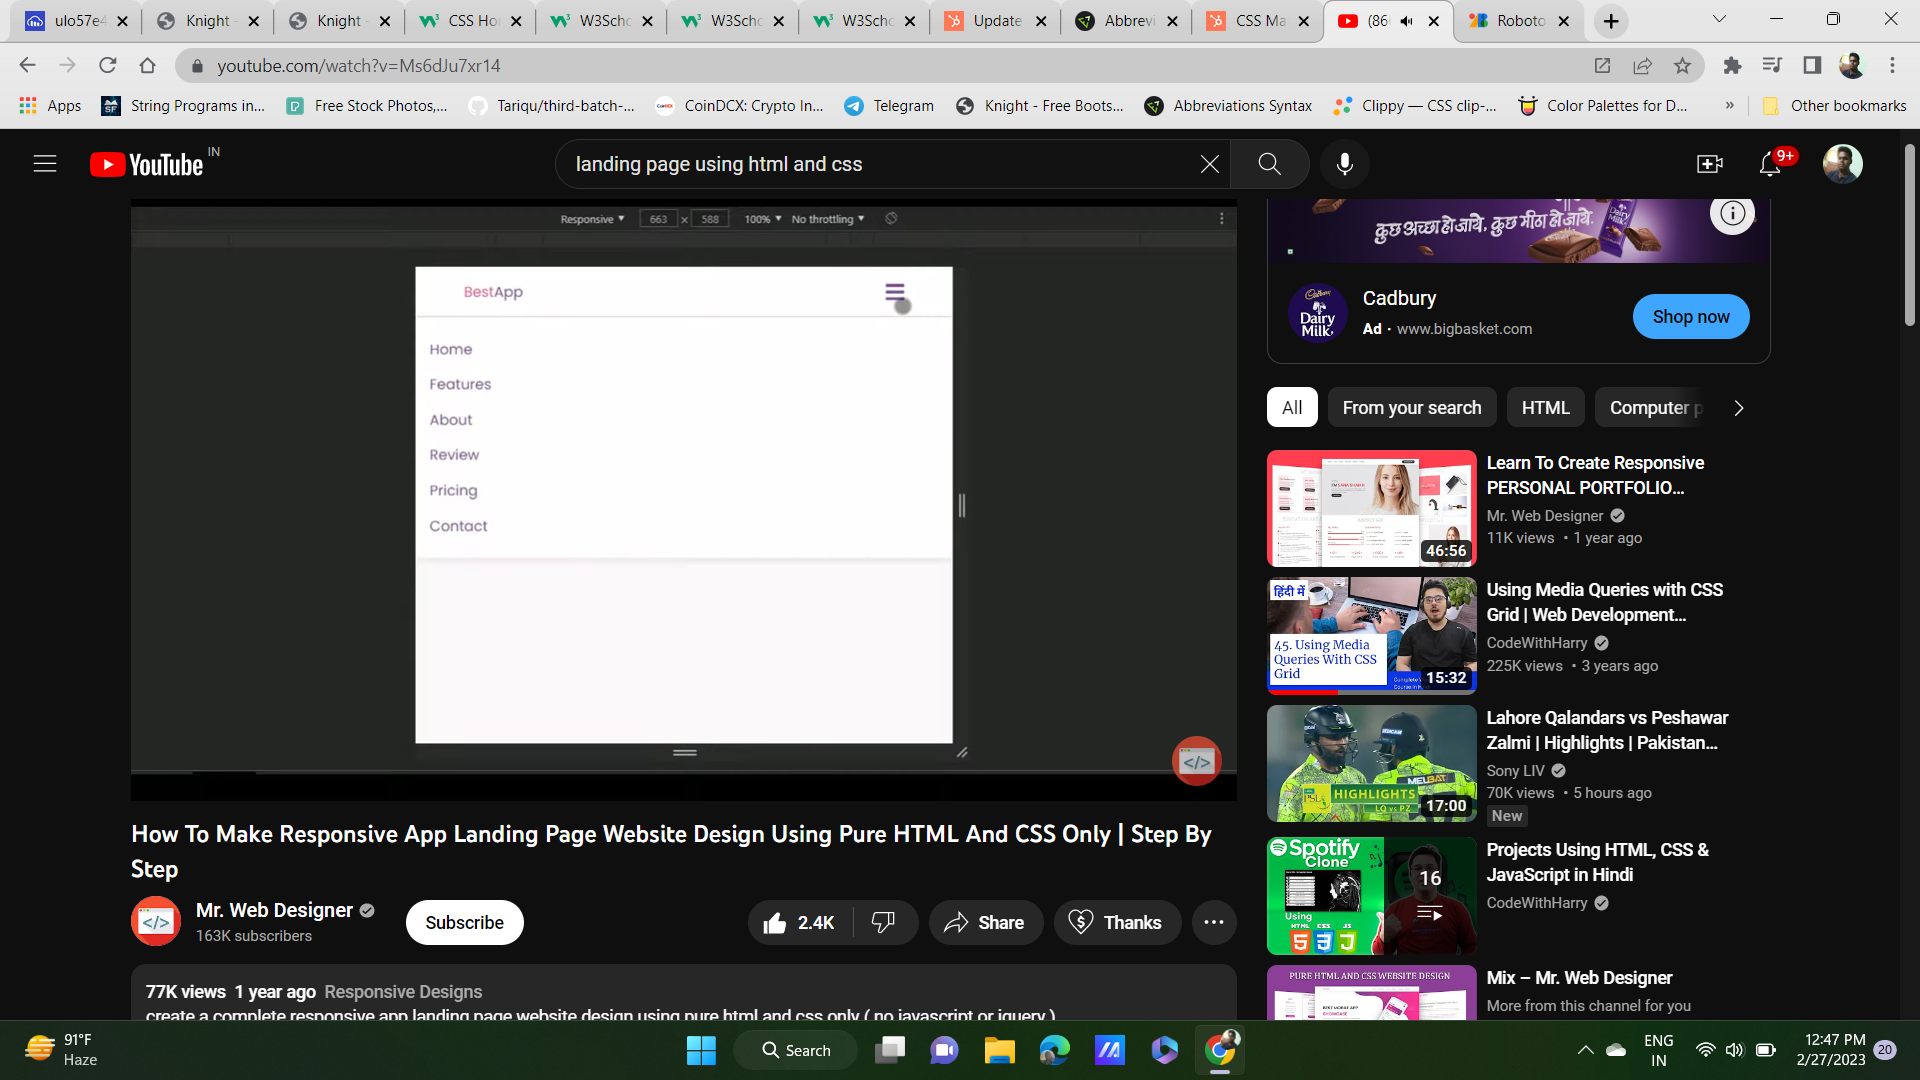 ulo57e4
Knight -
Knight -
CSS Ho
W3Sch
W3Sch
W3Sch
Update
Abbrevi
CSS Ma
(86
Roboto
youtube.com/watch?v=Ms6dJu7xr14
Apps
String Programs in...
Free Stock Photos,...
Tariqu/third-batch-...
CoinDCX: Crypto In...
Telegram
Knight - Free Boots...
Abbreviations Syntax
Clippy — CSS clip-...
Color Palettes for D...
»
Other bookmarks
YouTube IN
landing page using html and css
9+
Responsive
663 × 588
100%
No throttling
BestApp
Home
Features
About
Review
Pricing
Contact
</>
How To Make Responsive App Landing Page Website Design Using Pure HTML And CSS Only | Step By
Step
</>
Mr. Web Designer
163K subscribers
Subscribe
2.4K
Share
Thanks
77K views 1 year ago Responsive Designs
create a complete responsive app landing page website design using pure html and css only ( no javascript or jquery )
कुछ अच्छा हो जाये, कुछ मीठा हो जाये.
Dairy Milk
Cadbury
Dairy
Milk
Cadbury
Ad · www.bigbasket.com
Shop now
All
From your search
HTML
Computer p
46:56
Learn To Create Responsive
PERSONAL PORTFOLIO...
Mr. Web Designer
11K views • 1 year ago
हिंदी में
45. Using Media
Queries With CSS
Grid
15:32
Using Media Queries with CSS
Grid | Web Development...
CodeWithHarry
225K views • 3 years ago
MELBAT
PSL
HIGHLIGHTS
LQ vs PZ
17:00
Lahore Qalandars vs Peshawar
Zalmi | Highlights | Pakistan...
Sony LIV
70K views • 5 hours ago
New
Spotify
Clone
Using
HTML CSS JS
16
Projects Using HTML, CSS &
JavaScript in Hindi
CodeWithHarry
PURE HTML AND CSS WEBSITE DESIGN
Mix – Mr. Web Designer
More from this channel for you
91°F
Haze
Search
ENG
IN
12:47 PM
2/27/2023
20